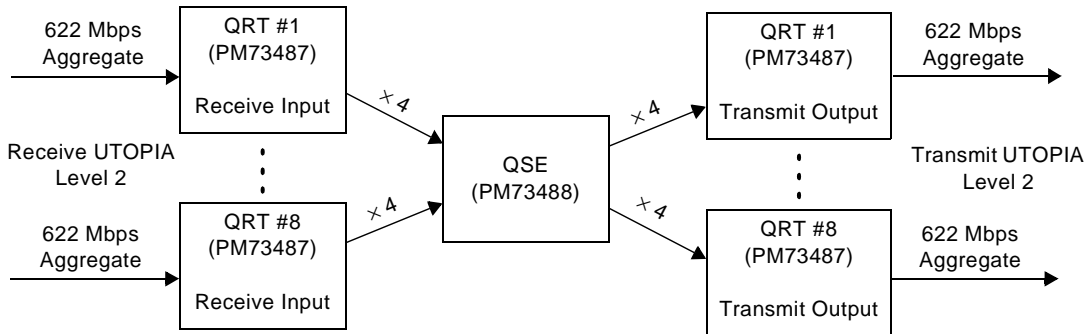 622 Mbps
Aggregate
QRT #1
(PM73487)
Receive Input
× 4
QRT #1
(PM73487)
Transmit Output
× 4
622 Mbps
Aggregate
Receive UTOPIA
Level 2
QSE
(PM73488)
Transmit UTOPIA
Level 2
622 Mbps
Aggregate
QRT #8
(PM73487)
Receive Input
× 4
× 4
QRT #8
(PM73487)
Transmit Output
622 Mbps
Aggregate